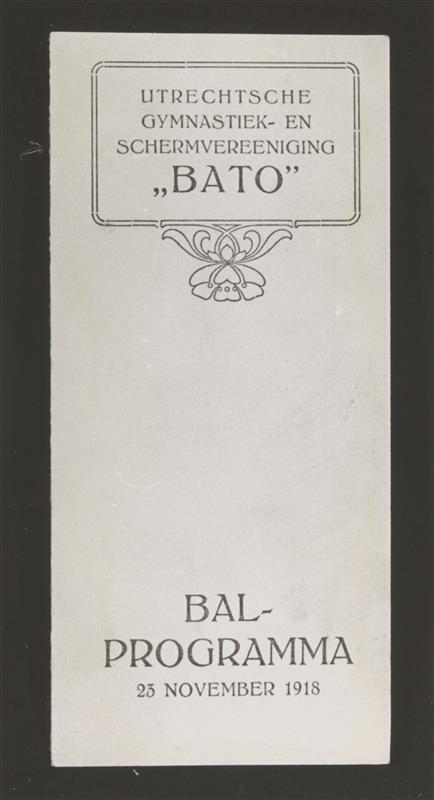 UTRECHTSCHE
GYMNASTIEK- EN
SCHERMVEREENIGING
„BATO”
BAL-
PROGRAMMA
23 NOVEMBER 1918